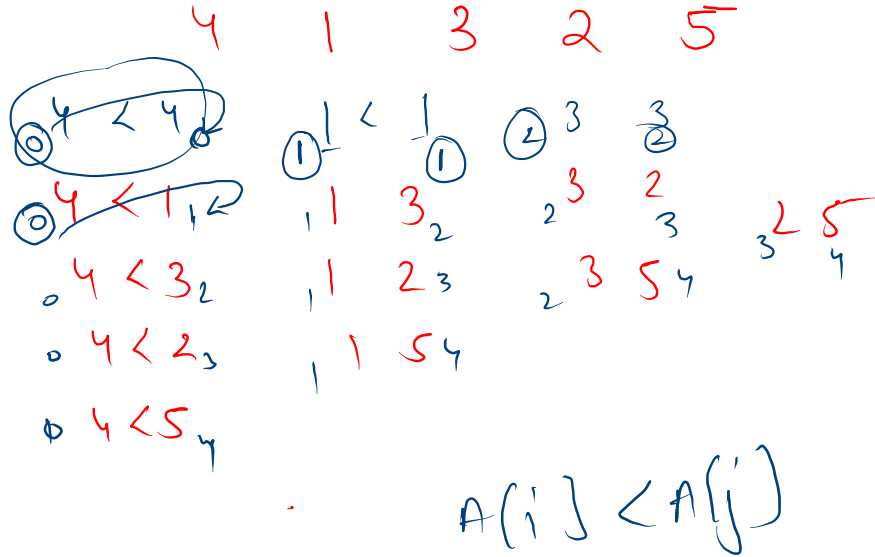 4 1 3 2 5
0 4 < 4 0 1 1 < 1 1 2 3 3 2
0 4 < 1 1 1 1 3 2 2 3 2 3 3 2 5 4
0 4 < 3 2 1 1 2 3 2 3 5 4
0 4 < 2 3 1 1 5 4
0 4 < 5 4
A[i] < A[j]